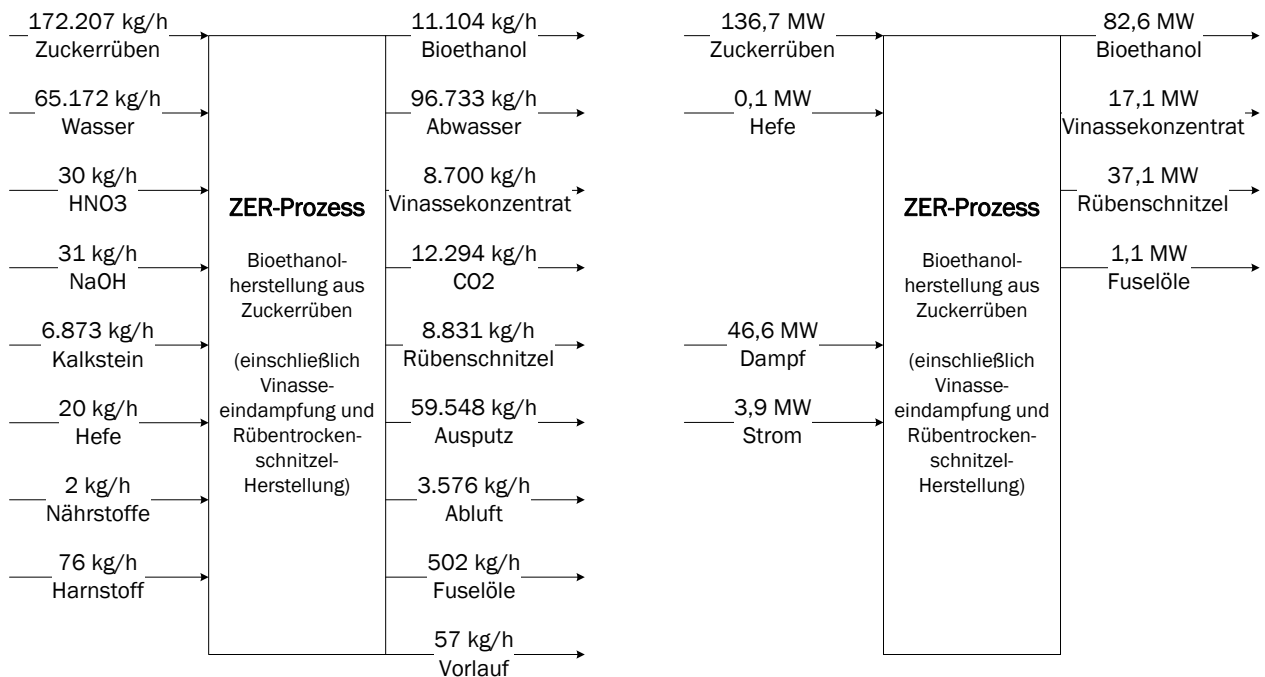 172.207 kg/h
Zuckerrüben
65.172 kg/h
Wasser
30 kg/h
HNO3
31 kg/h
NaOH
6.873 kg/h
Kalkstein
20 kg/h
Hefe
2 kg/h
Nährstoffe
76 kg/h
Harnstoff
ZER-Prozess
Bioethanol-
herstellung aus
Zuckerrüben
(einschließlich
Vinasse-
eindampfung und
Rübentrocken-
schnitzel-
Herstellung)
11.104 kg/h
Bioethanol
96.733 kg/h
Abwasser
8.700 kg/h
Vinassekonzentrat
12.294 kg/h
CO2
8.831 kg/h
Rübenschnitzel
59.548 kg/h
Ausputz
3.576 kg/h
Abluft
502 kg/h
Fuselöle
57 kg/h
Vorlauf
136,7 MW
Zuckerrüben
0,1 MW
Hefe
46,6 MW
Dampf
3,9 MW
Strom
ZER-Prozess
Bioethanol-
herstellung aus
Zuckerrüben
(einschließlich
Vinasse-
eindampfung und
Rübentrocken-
schnitzel-
Herstellung)
82,6 MW
Bioethanol
17,1 MW
Vinassekonzentrat
37,1 MW
Rübenschnitzel
1,1 MW
Fuselöle